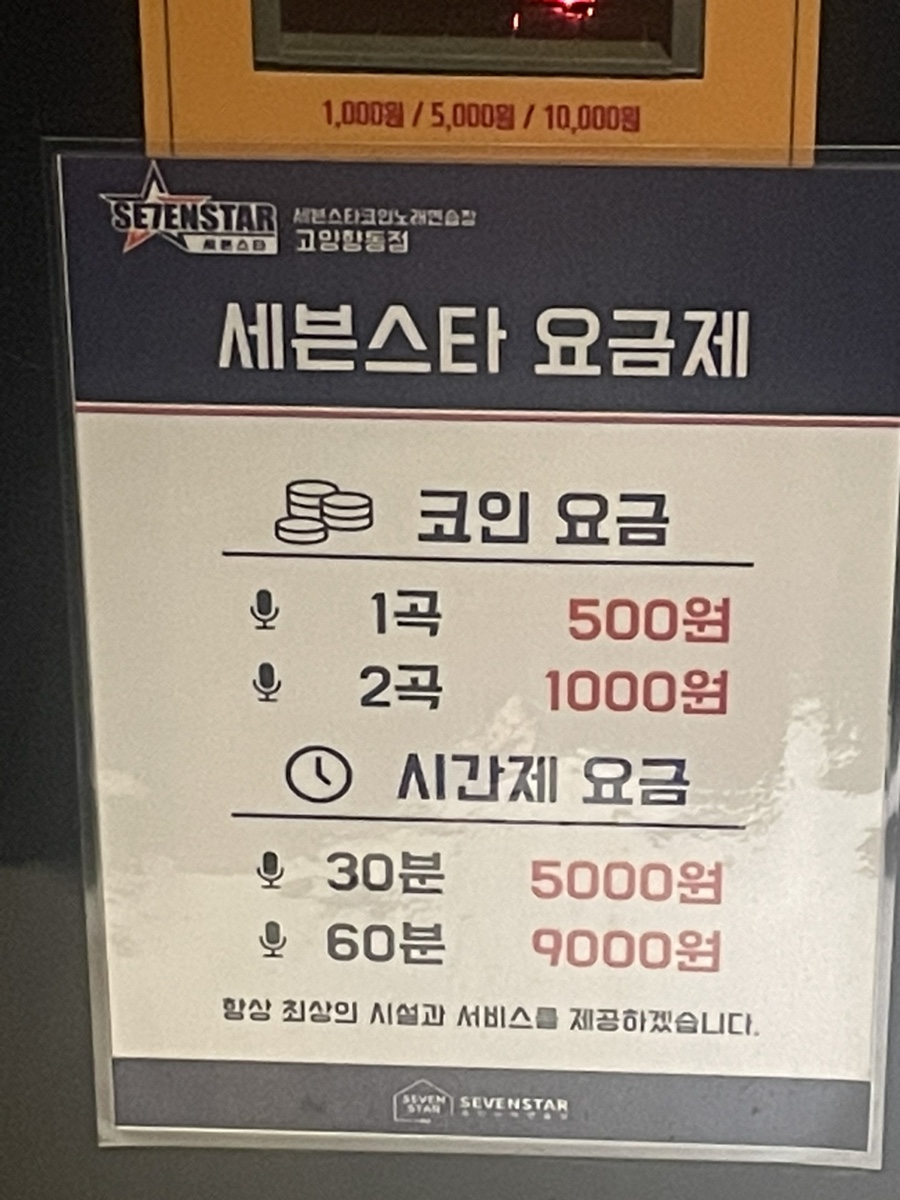 1,000원 / 5,000원 / 10,000원
SE7ENSTAR
세븐스타
세븐스타코인노래연습장
고양향동점
세븐스타 요금제
코인 요금
1곡 500원
2곡 1000원
시간제 요금
30분 5000원
60분 9000원
항상 최상의 시설과 서비스를 제공하겠습니다.
SEVEN
STAR
SEVENSTAR